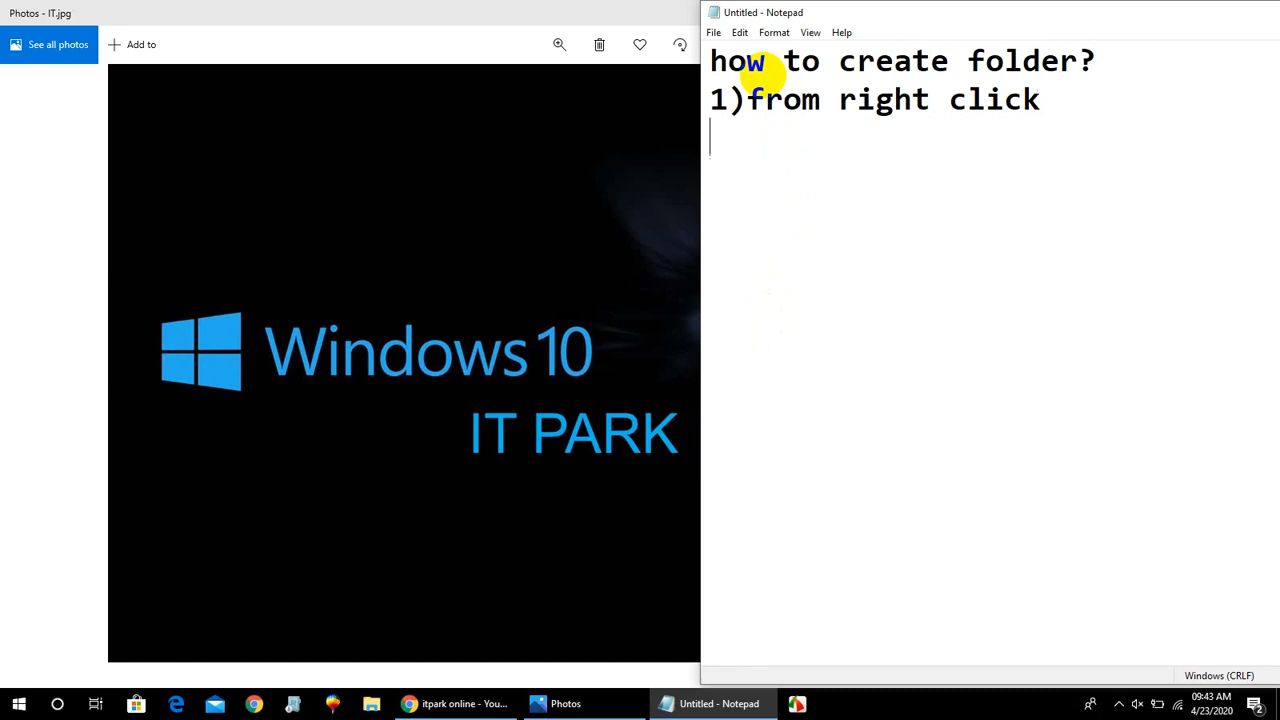 Photos - IT.jpg
See all photos
Add to
Windows 10
IT PARK
Untitled - Notepad
File Edit Format View Help
how to create folder?
1)from right click
Windows (CRLF)
itpark online - You...
Photos
Untitled - Notepad
09:43 AM
4/23/2020
2